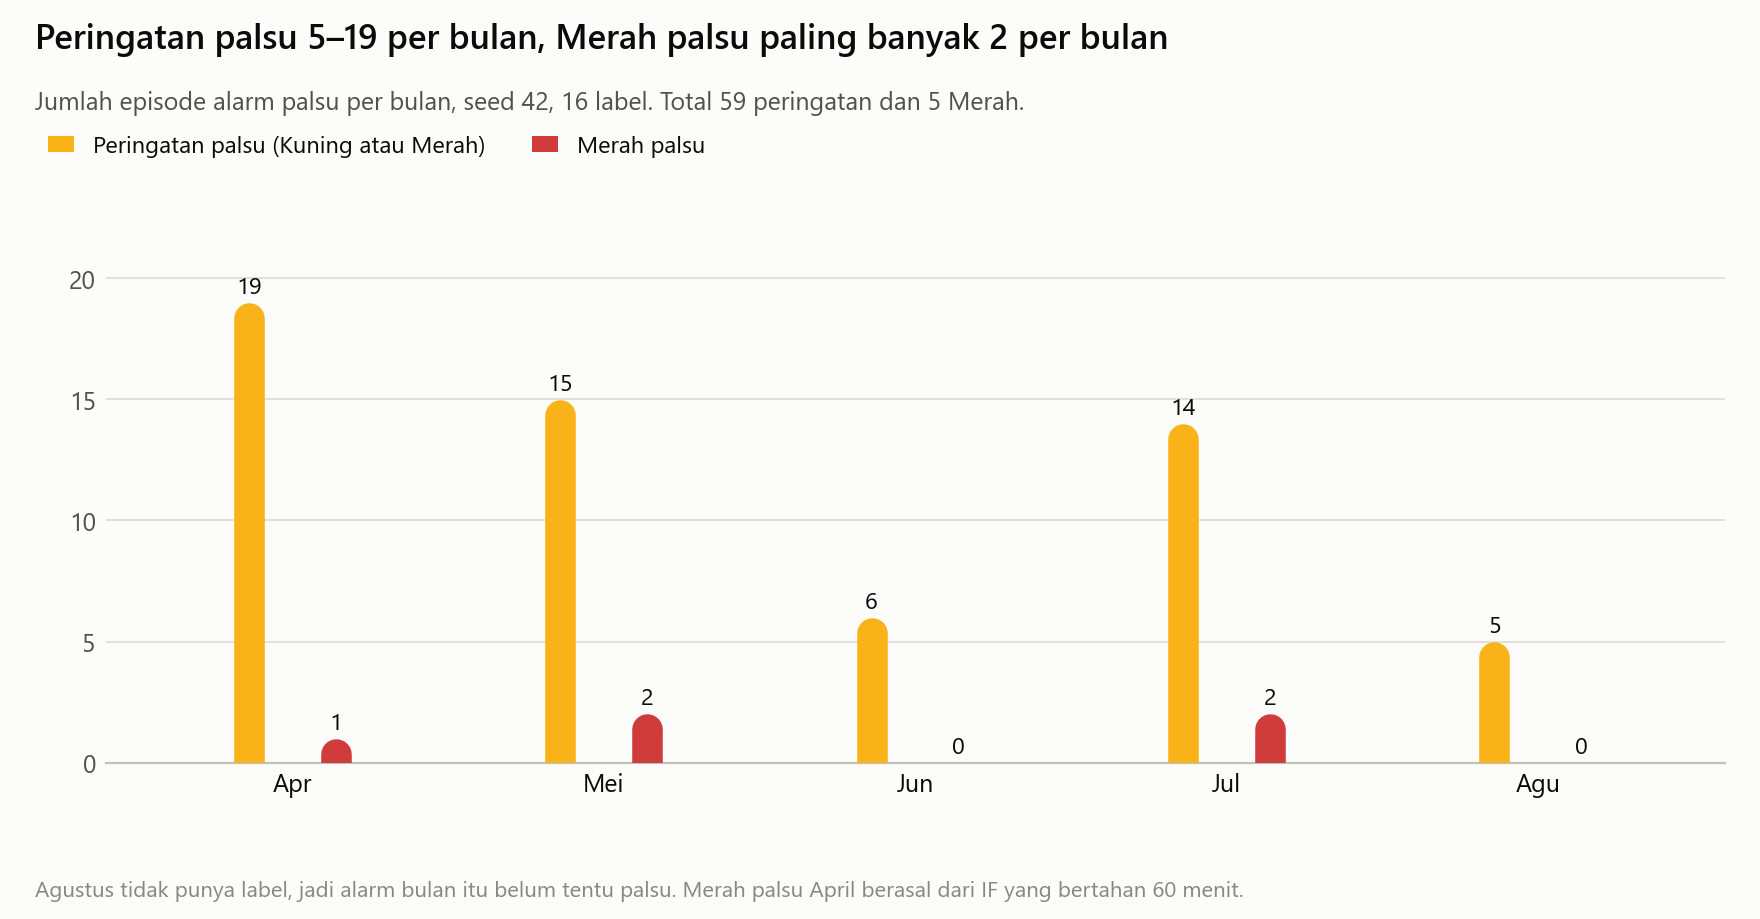 Peringatan palsu 5–19 per bulan, Merah palsu paling banyak 2 per bulan
Jumlah episode alarm palsu per bulan, seed 42, 16 label. Total 59 peringatan dan 5 Merah.
Peringatan palsu (Kuning atau Merah)
Merah palsu
20
15
10
5
0
19
1
15
2
6
0
14
2
5
0
Apr
Mei
Jun
Jul
Agu
Agustus tidak punya label, jadi alarm bulan itu belum tentu palsu. Merah palsu April berasal dari IF yang bertahan 60 menit.